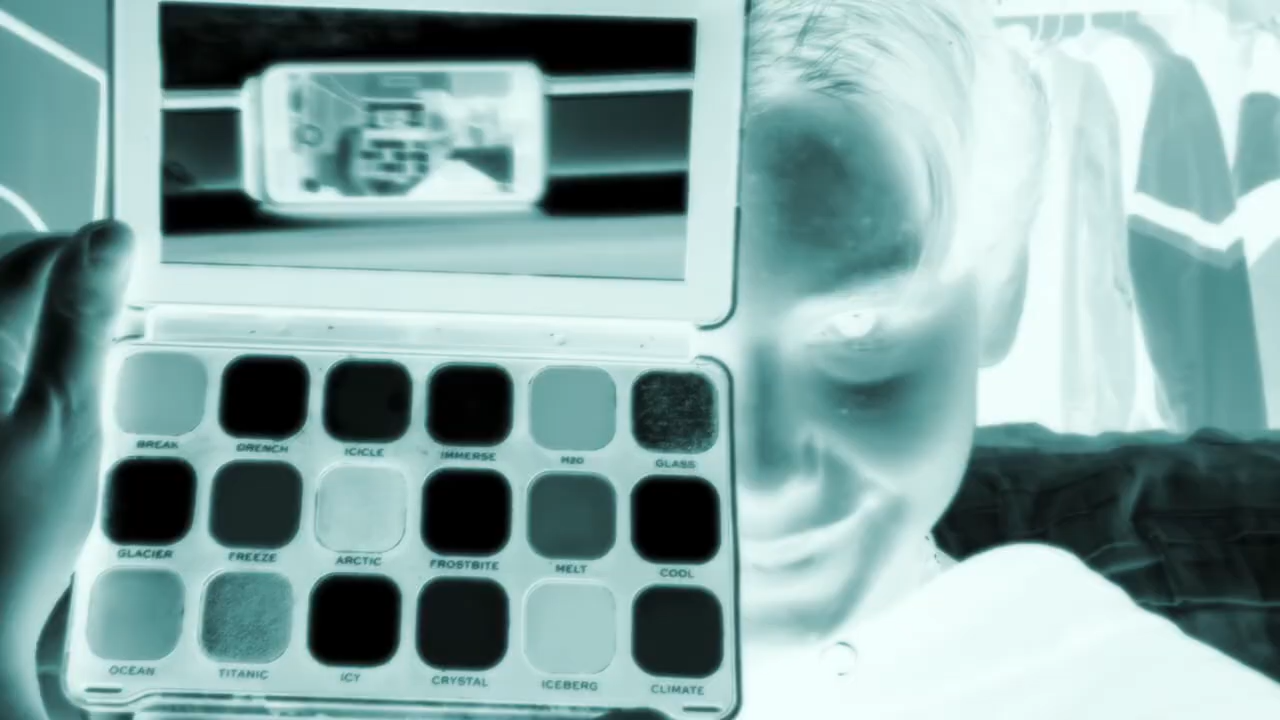 BREAK DRENCH ICICLE IMMERSE H2O GLASS
GLACIER FREEZE ARCTIC FROSTBITE MELT COOL
OCEAN TITANIC ICY CRYSTAL ICEBERG CLIMATE